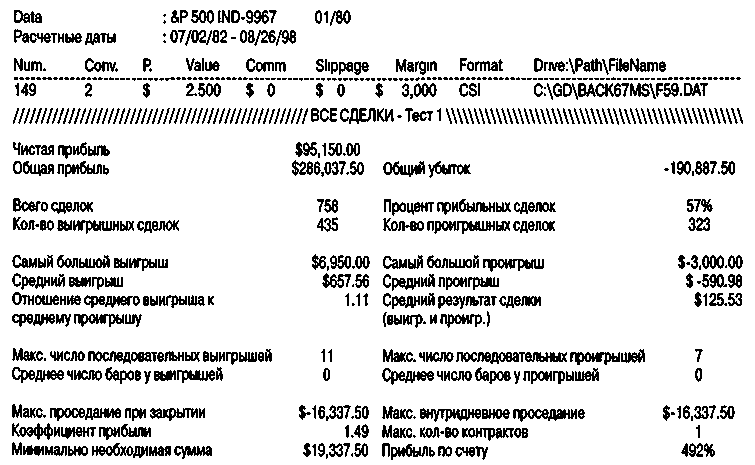 Data : &P 500 IND-9967 01/80
Расчетные даты : 07/02/82 - 08/26/98
Num. Conv. P. Value Comm Slippage Margin Format Drive:\Path\FileName
149 2 $ 2.500 $ 0 $ 0 $ 3,000 CSI C:\GD\BACK67MS\F59.DAT
////////////////////////////////////////////// ВСЕ СДЕЛКИ - Тест 1 \\\\\\\\\\\\\\\\\\\\\\\\\\\\\\\\\\\\\\\\\\\\\\
Чистая прибыль $95,150.00
Общая прибыль $286,037.50 Общий убыток -190,887.50
Всего сделок 758 Процент прибыльных сделок 57%
Кол-во выигрышных сделок 435 Кол-во проигрышных сделок 323
Самый большой выигрыш $6,950.00 Самый большой проигрыш $-3,000.00
Средний выигрыш $657.56 Средний проигрыш $ -590.98
Отношение среднего выигрыша к 1.11 Средний результат сделки $125.53
среднему проигрышу (выигр. и проигр.)
Макс. число последовательных выигрышей 11 Макс. число последовательных проигрышей 7
Среднее число баров у выигрышей 0 Среднее число баров у проигрышей 0
Макс. проседание при закрытии $-16,337.50 Макс. внутридневное проседание $-16,337.50
Коэффициент прибыли 1.49 Макс. кол-во контрактов 1
Минимально необходимая сумма $19,337.50 Прибыль по счету 492%